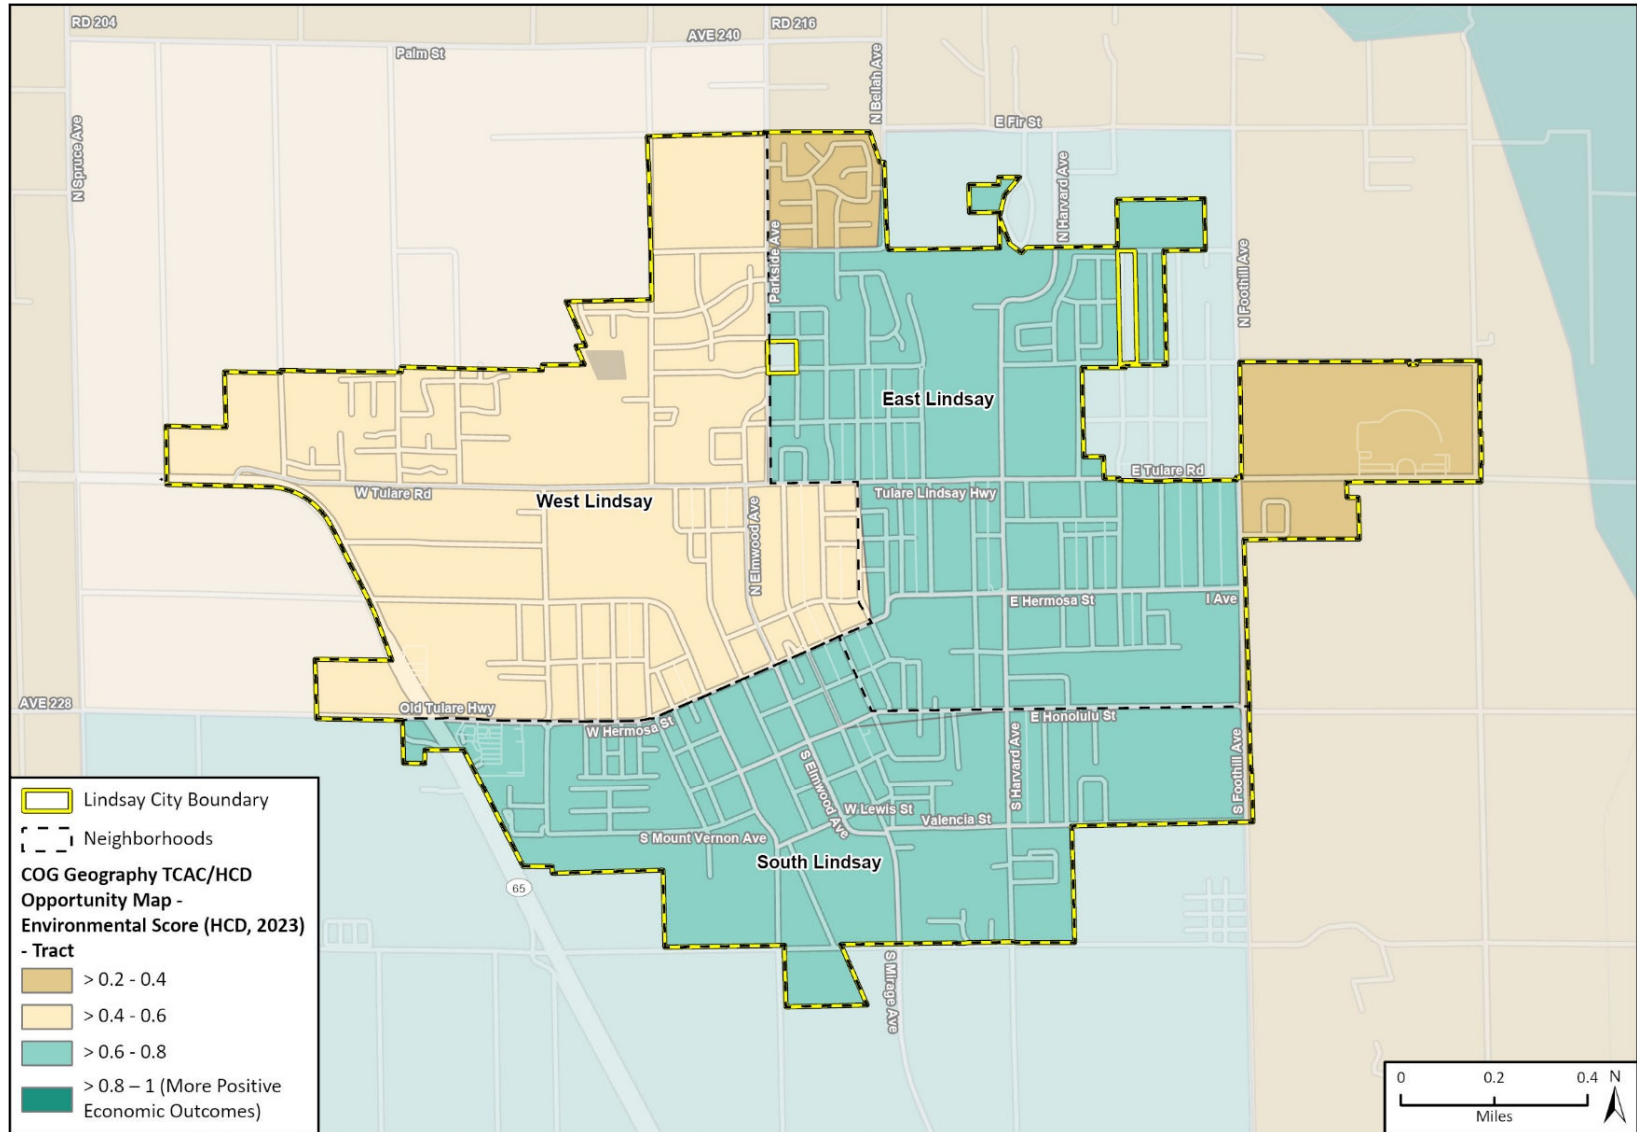 RD 204
RD 216
AVE 240
Palm St
N Bellah Ave
E Fir St
N Spruce Ave
N Harvard Ave
Parkside Ave
N Foothill Ave
East Lindsay
E Tulare Rd
W Tulare Rd
West Lindsay
Tulare Lindsay Hwy
N Elmwood Ave
E Hermosa St
I Ave
AVE 228
Old Tulare Hwy
W Hermosa St
E Honolulu St
S Elmwood Ave
S Harvard Ave
S Foothill Ave
W Lewis St
Valencia St
S Mount Vernon Ave
South Lindsay
65
S Mirage Ave
Lindsay City Boundary
Neighborhoods
COG Geography TCAC/HCD
Opportunity Map -
Environmental Score (HCD, 2023)
- Tract
> 0.2 - 0.4
> 0.4 - 0.6
> 0.6 - 0.8
> 0.8 – 1 (More Positive
Economic Outcomes)
0 0.2 0.4 N
Miles